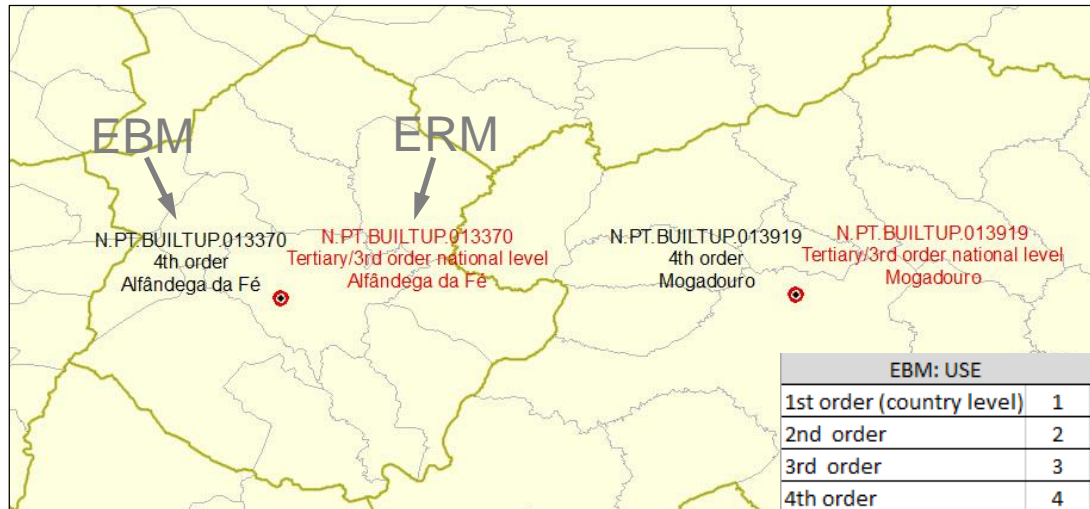 EBM
ERM
N.PT.BUILTUP.013370
4th order
Alfândega da Fé
N.PT.BUILTUP.013370
Tertiary/3rd order national level
Alfândega da Fé
N.PT.BUILTUP.013919
4th order
Mogadouro
N.PT.BUILTUP.013919
Tertiary/3rd order national level
Mogadouro
EBM: USE
1st order (country level) 1
2nd order 2
3rd order 3
4th order 4